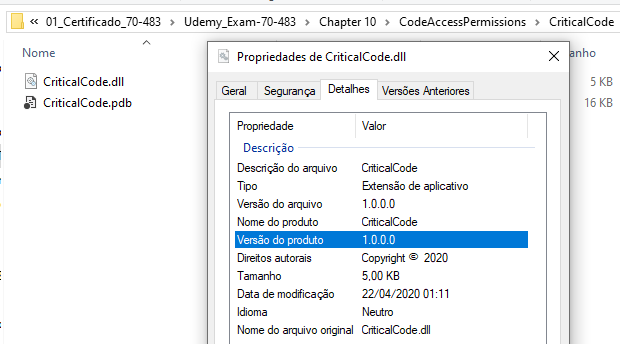 « 01_Certificado_70-483 > Udemy_Exam-70-483 > Chapter 10 > CodeAccessPermissions > CriticalCode
Nome
anho
CriticalCode.dll
5 KB
CriticalCode.pdb
16 KB
Propriedades de CriticalCode.dll
Geral Segurança Detalhes Versões Anteriores
Propriedade Valor
Descrição
Descrição do arquivo CriticalCode
Tipo Extensão de aplicativo
Versão do arquivo 1.0.0.0
Nome do produto CriticalCode
Versão do produto 1.0.0.0
Direitos autorais Copyright © 2020
Tamanho 5,00 KB
Data de modificação 22/04/2020 01:11
Idioma Neutro
Nome do arquivo original CriticalCode.dll